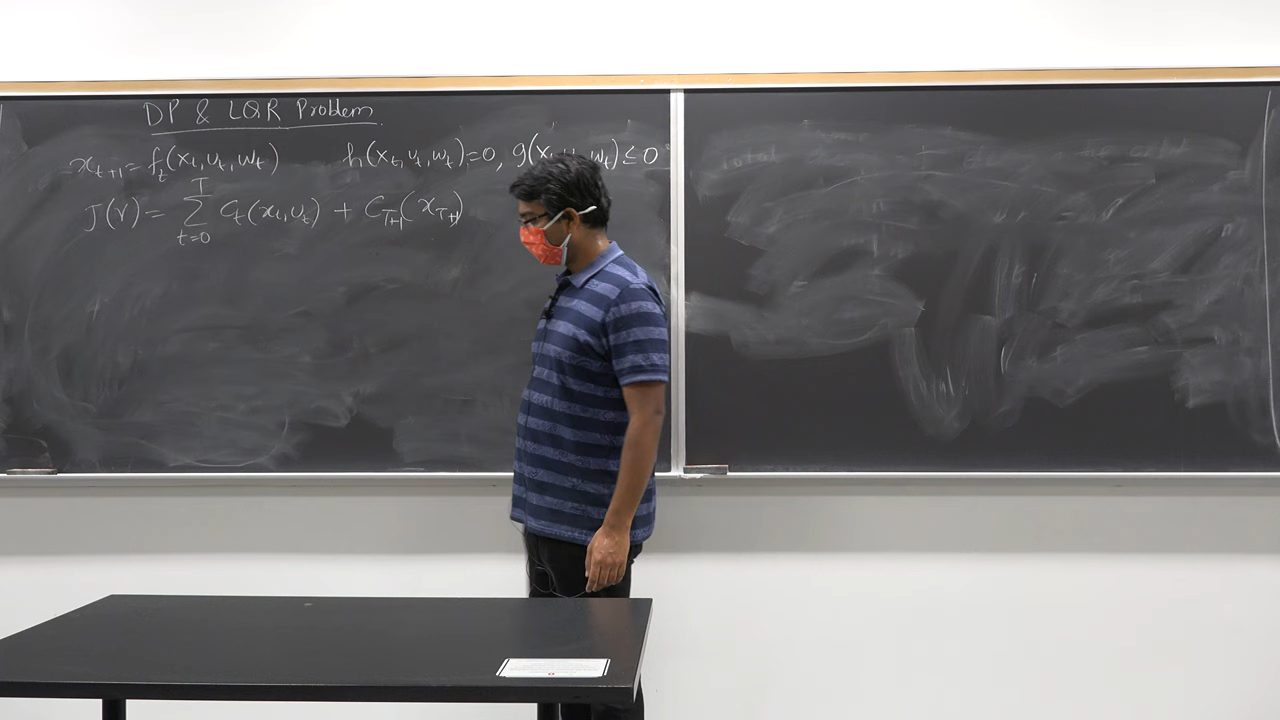 DP & LQR Problem
x_{t+1} = f_t(x_t, u_t, w_t)    h(x_t, u_t, w_t) = 0, g(x_t, u_t, w_t) ≤ 0
J(γ) = \sum_{t=0}^{T} C_t(x_t, u_t) + C_{T+1}(x_{T+1})